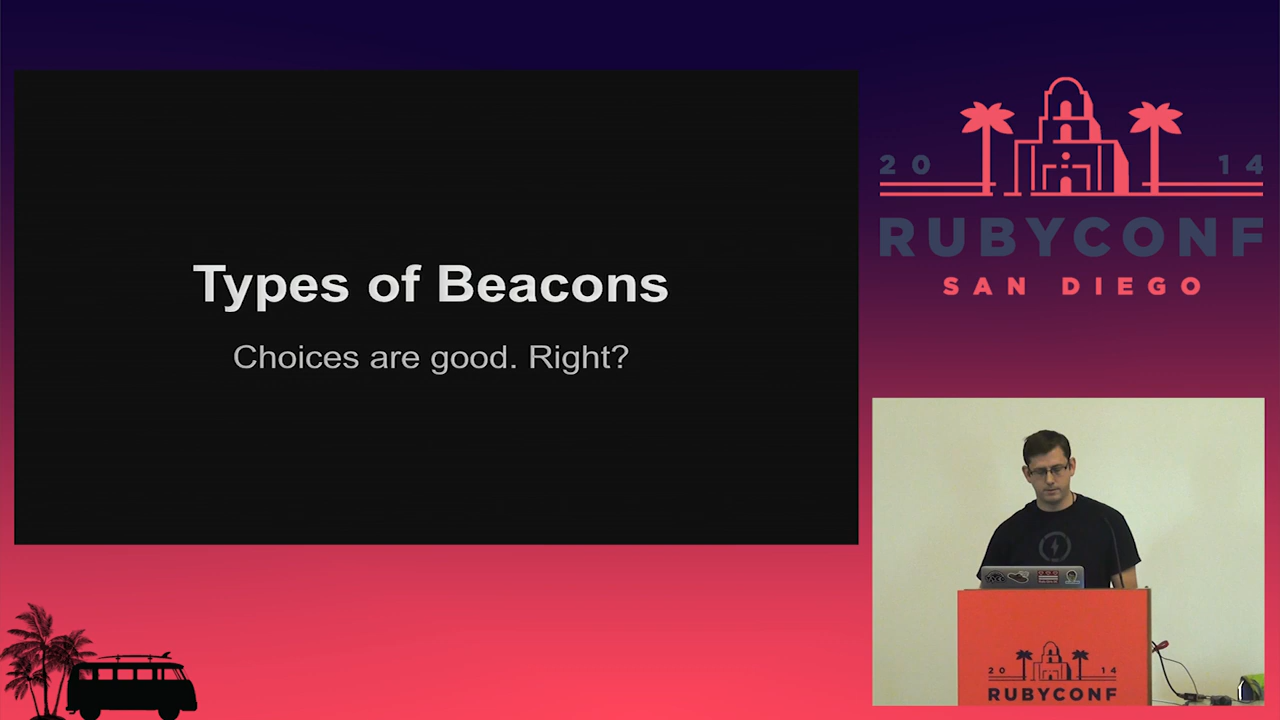 Types of Beacons
Choices are good. Right?
20 14
RUBYCONF
SAN DIEGO
20 14
RUBYCONF